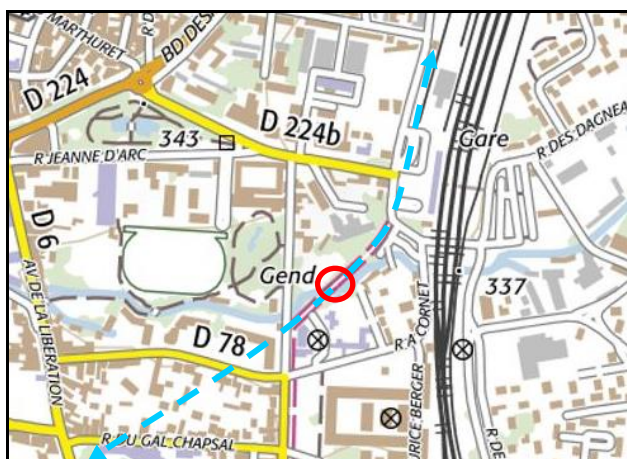 MARTHURET
BD DES
D 224
343
D 224b
Gare
R DES DAGNEA
R JEANNE D'ARC
D 6
AV DE LA LIBERATION
Gend
337
D 78
R A CORNET
R DU GAL CHAPSAL
URICE BERGER
R DE